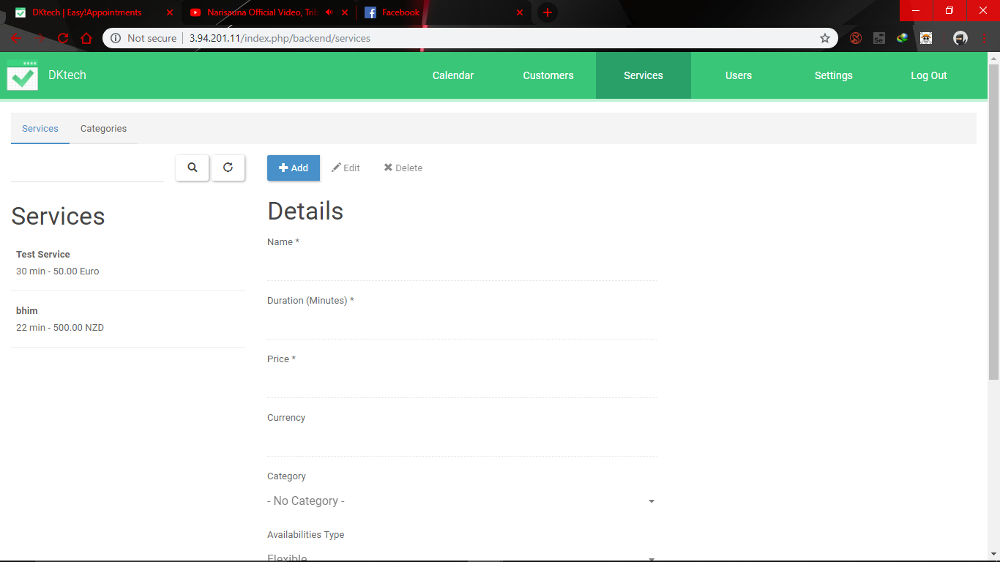 DKtech | Easy!Appointments
Narisauna Official Video, Trib
Facebook
Not secure
3.94.201.11/index.php/backend/services
Se
DKtech
Calendar
Customers
Services
Users
Settings
Log Out
Services
Categories
Add
Edit
Delete
Services
Details
Test Service
30 min - 50.00 Euro
bhim
22 min - 500.00 NZD
Name *
Duration (Minutes) *
Price *
Currency
Category
- No Category -
Availabilities Type
Flexible